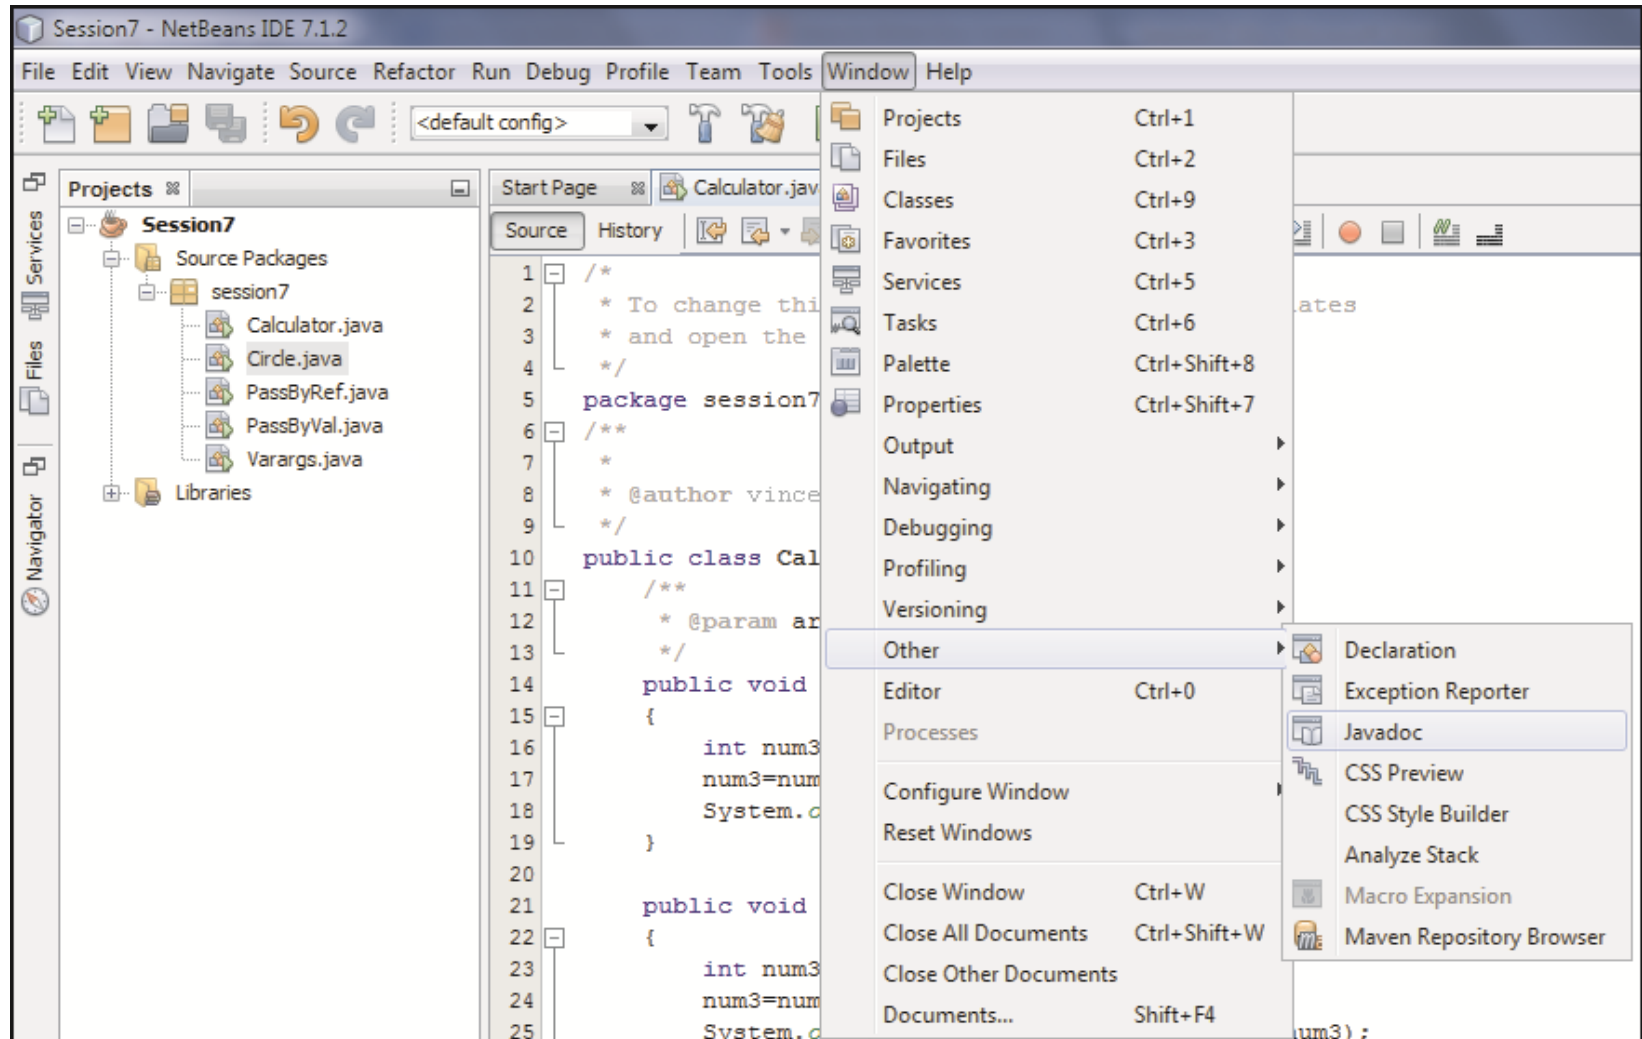 Session7 - NetBeans IDE 7.1.2
File Edit View Navigate Source Refactor Run Debug Profile Team Tools Window Help
<default config>
Services
Files
Navigator
Projects
Session7
Source Packages
session7
Calculator.java
Circle.java
PassByRef.java
PassByVal.java
Varargs.java
Libraries
Start Page Calculator.jav
Source History
1 /*
2 * To change thi ates
3 * and open the
4 */
5 package session7
6 /**
7 *
8 * @author vince
9 */
10 public class Cal
11 /**
12 * @param ar
13 */
14 public void
15 {
16 int num3
17 num3=num
18 System.o
19 }
20
21 public void
22 {
23 int num3
24 num3=num
25 System.o num3);
Projects Ctrl+1
Files Ctrl+2
Classes Ctrl+9
Favorites Ctrl+3
Services Ctrl+5
Tasks Ctrl+6
Palette Ctrl+Shift+8
Properties Ctrl+Shift+7
Output
Navigating
Debugging
Profiling
Versioning
Other
Editor Ctrl+0
Processes
Configure Window
Reset Windows
Close Window Ctrl+W
Close All Documents Ctrl+Shift+W
Close Other Documents
Documents... Shift+F4
Declaration
Exception Reporter
Javadoc
CSS Preview
CSS Style Builder
Analyze Stack
Macro Expansion
Maven Repository Browser